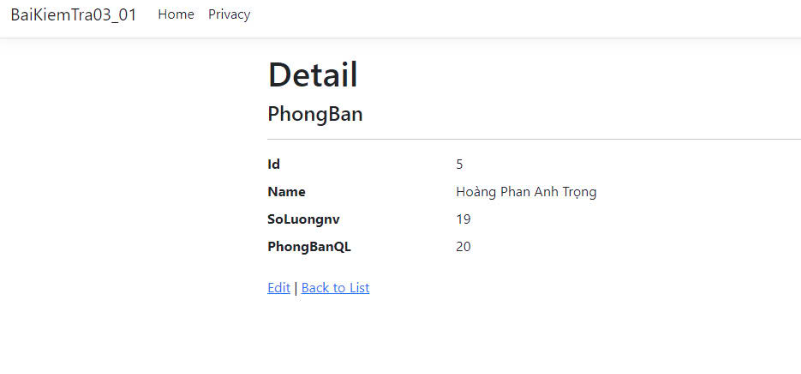 BaiKiemTra03_01 Home Privacy
Detail
PhongBan
Id 5
Name Hoàng Phan Anh Trọng
SoLuongnv 19
PhongBanQL 20
Edit | Back to List